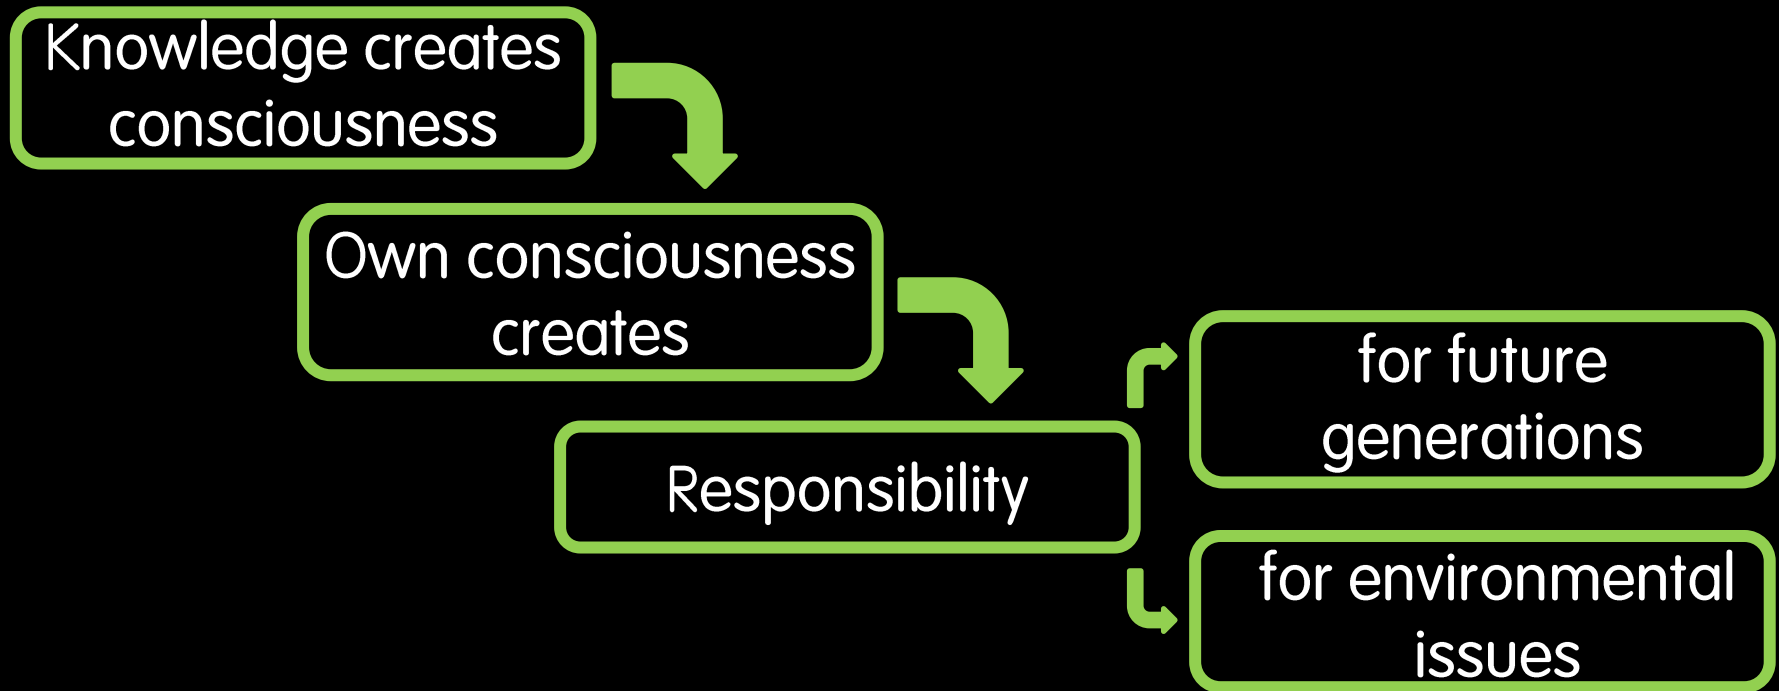 Knowledge creates
consciousness
Own consciousness
creates
Responsibility
for future
generations
for environmental
issues